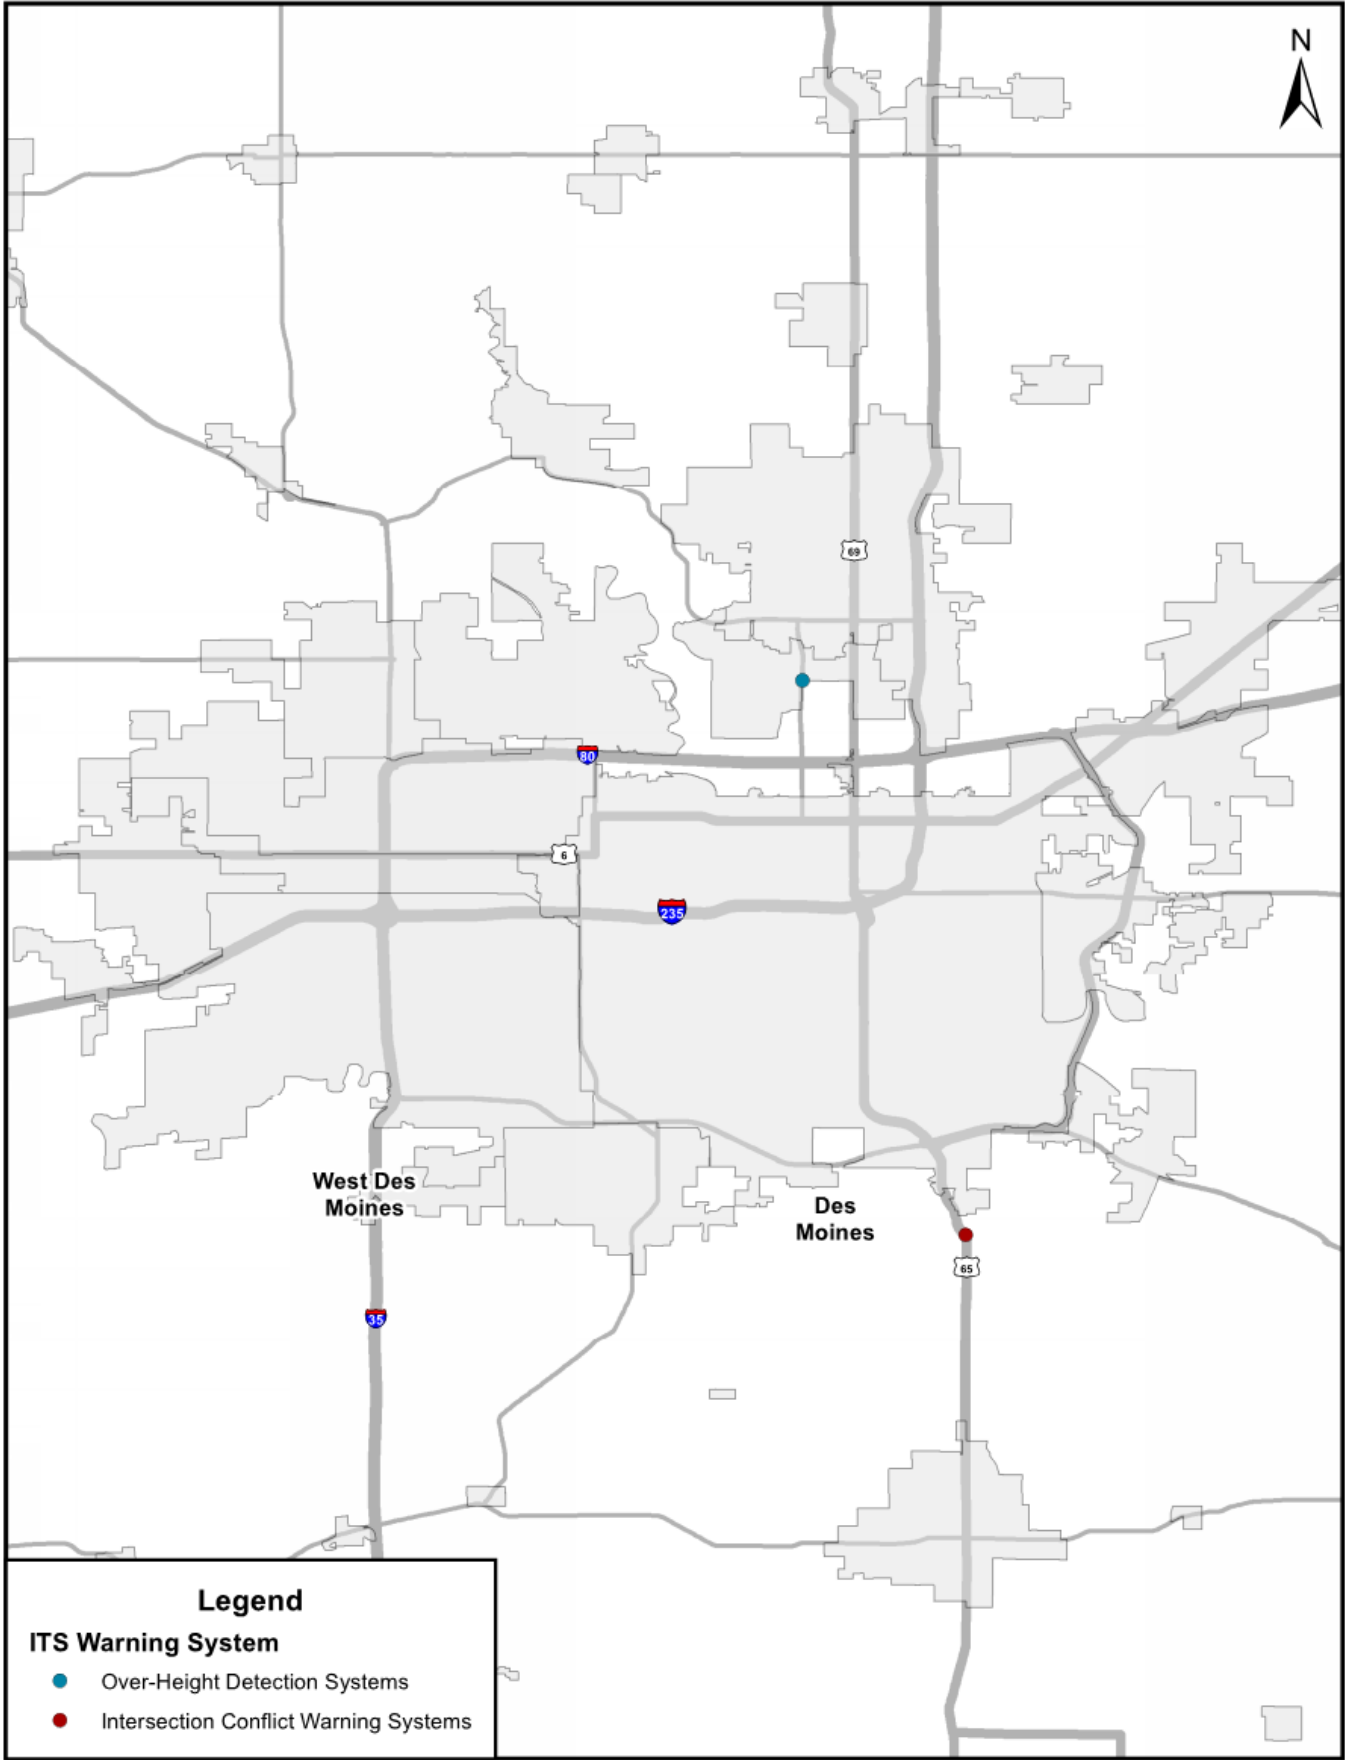 N
69
80
6
235
West Des
Moines
Des
Moines
65
35
Legend
ITS Warning System
Over-Height Detection Systems
Intersection Conflict Warning Systems